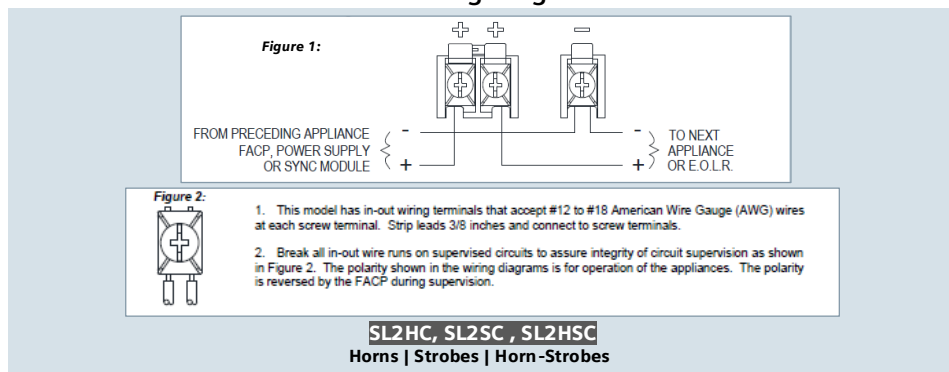 + + -
Figure 1:
FROM PRECEDING APPLIANCE - - TO NEXT
FACP, POWER SUPPLY APPLIANCE
OR SYNC MODULE + + OR E.O.L.R.
Figure 2:
1. This model has in-out wiring terminals that accept #12 to #18 American Wire Gauge (AWG) wires
at each screw terminal. Strip leads 3/8 inches and connect to screw terminals.
2. Break all in-out wire runs on supervised circuits to assure integrity of circuit supervision as shown
in Figure 2. The polarity shown in the wiring diagrams is for operation of the appliances. The polarity
is reversed by the FACP during supervision.
SL2HC, SL2SC , SL2HSC
Horns | Strobes | Horn-Strobes